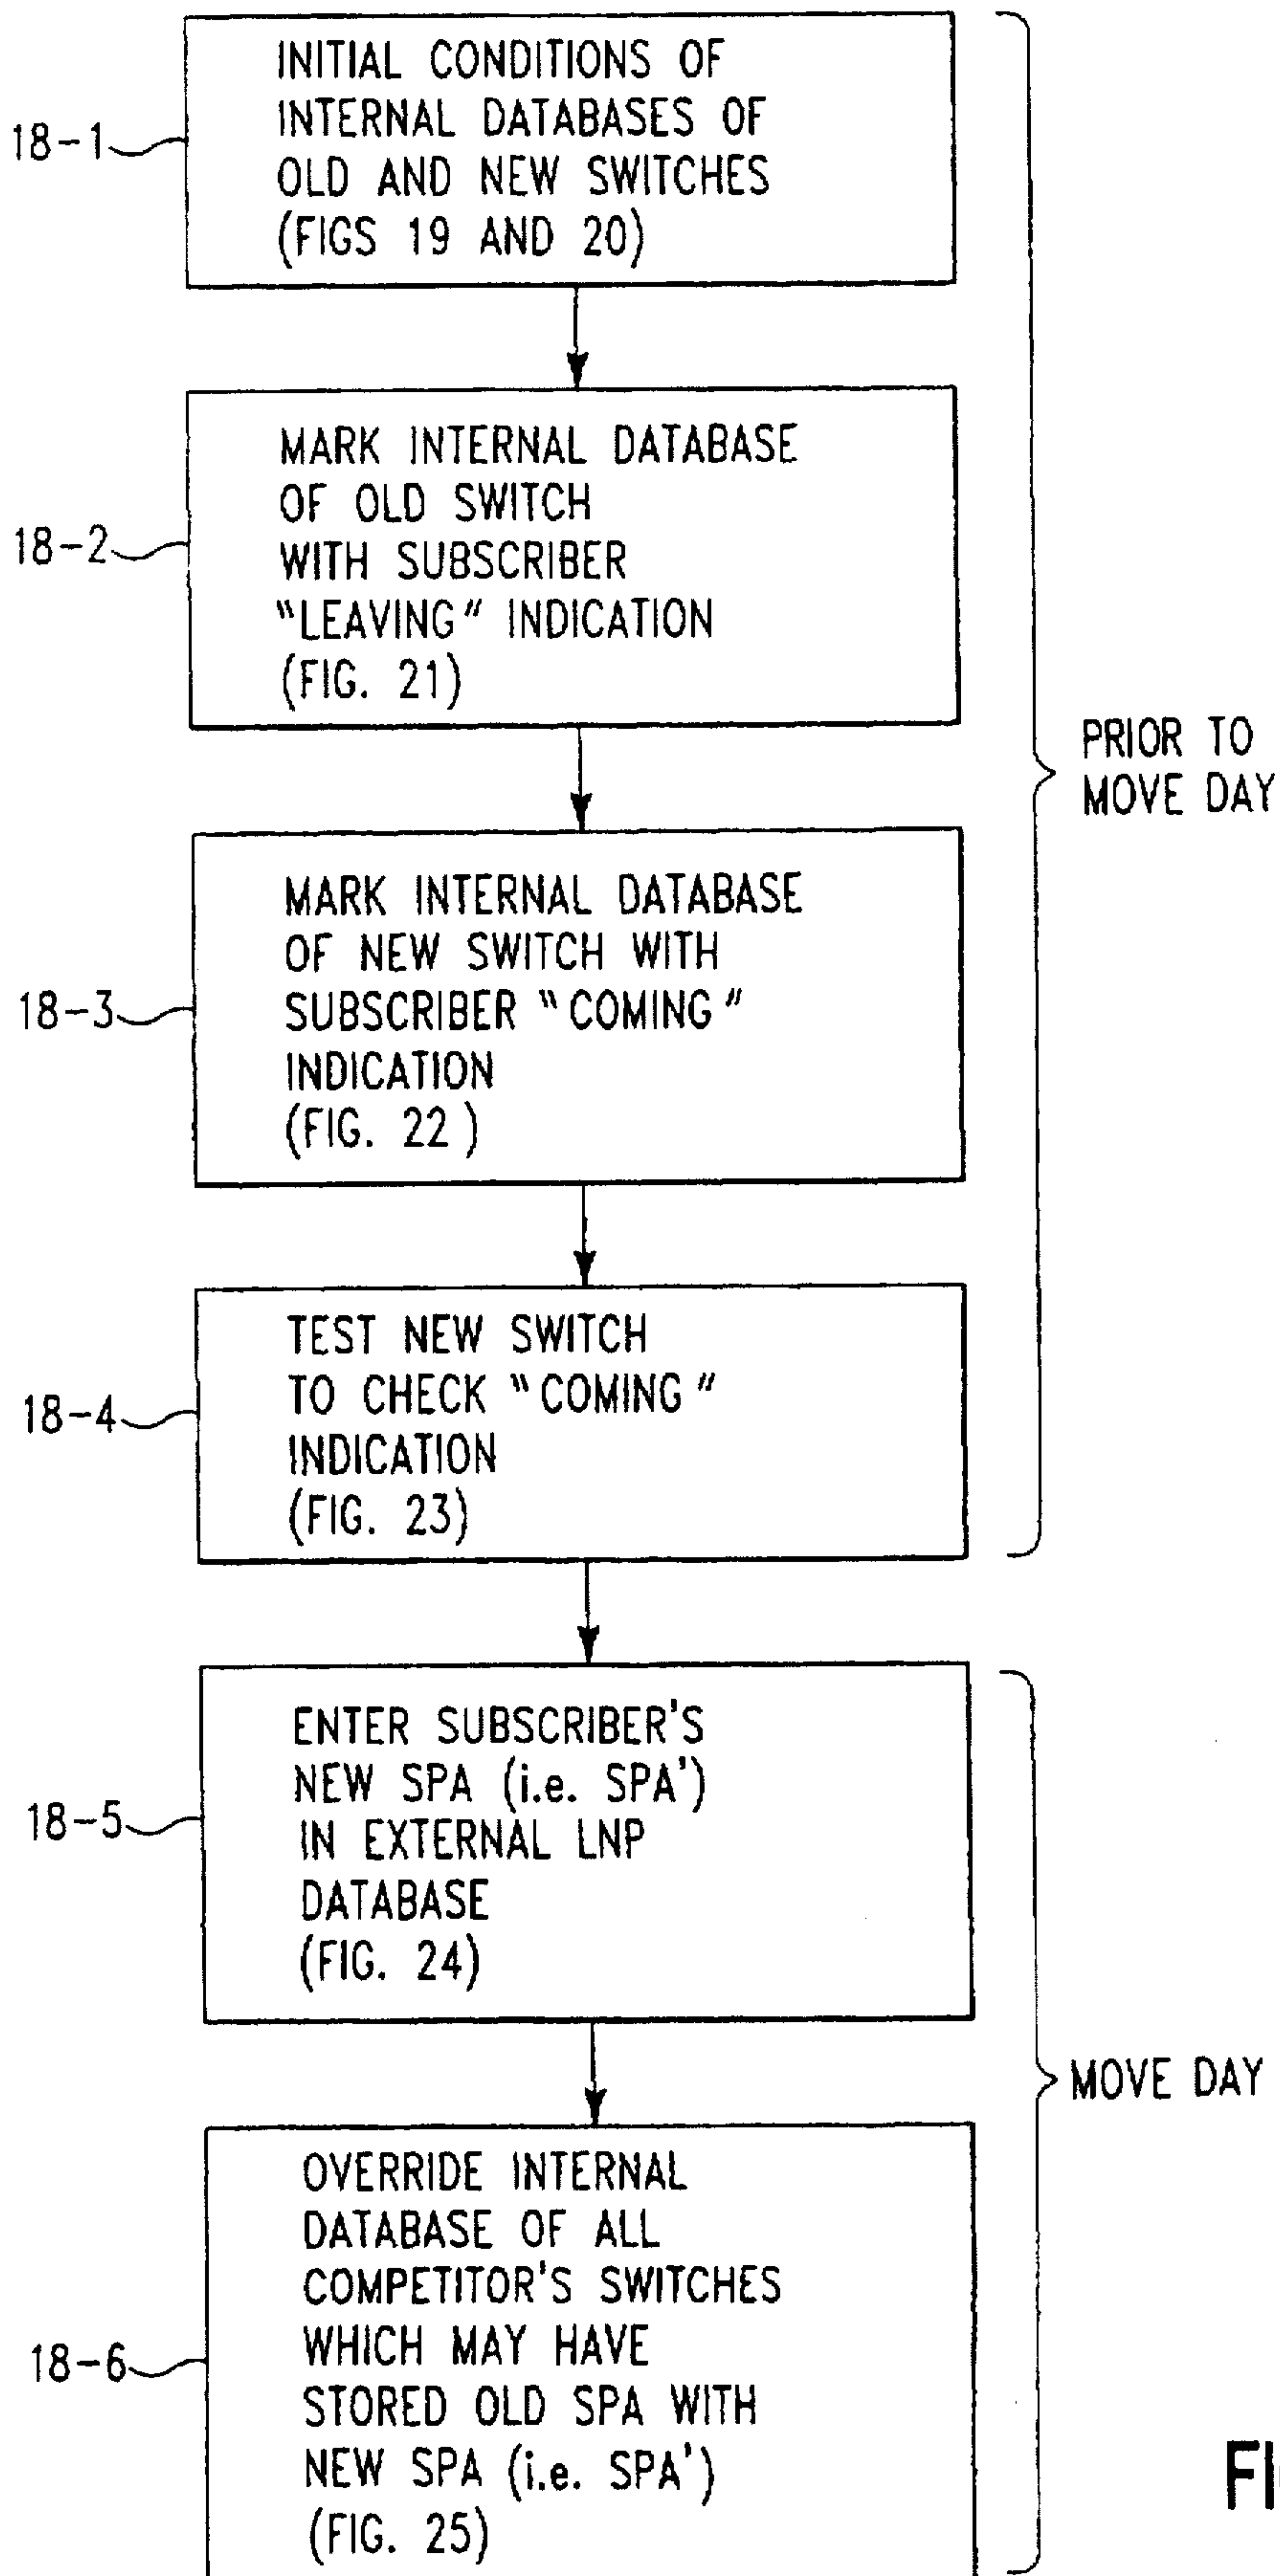 18-1
INITIAL CONDITIONS OF
INTERNAL DATABASES OF
OLD AND NEW SWITCHES
(FIGS 19 AND 20)
18-2
MARK INTERNAL DATABASE
OF OLD SWITCH
WITH SUBSCRIBER
"LEAVING" INDICATION
(FIG. 21)
PRIOR TO
MOVE DAY
18-3
MARK INTERNAL DATABASE
OF NEW SWITCH WITH
SUBSCRIBER "COMING"
INDICATION
(FIG. 22 )
18-4
TEST NEW SWITCH
TO CHECK "COMING"
INDICATION
(FIG. 23)
18-5
ENTER SUBSCRIBER'S
NEW SPA (i.e. SPA')
IN EXTERNAL LNP
DATABASE
(FIG. 24)
MOVE DAY
18-6
OVERRIDE INTERNAL
DATABASE OF ALL
COMPETITOR'S SWITCHES
WHICH MAY HAVE
STORED OLD SPA WITH
NEW SPA (i.e. SPA')
(FIG. 25)